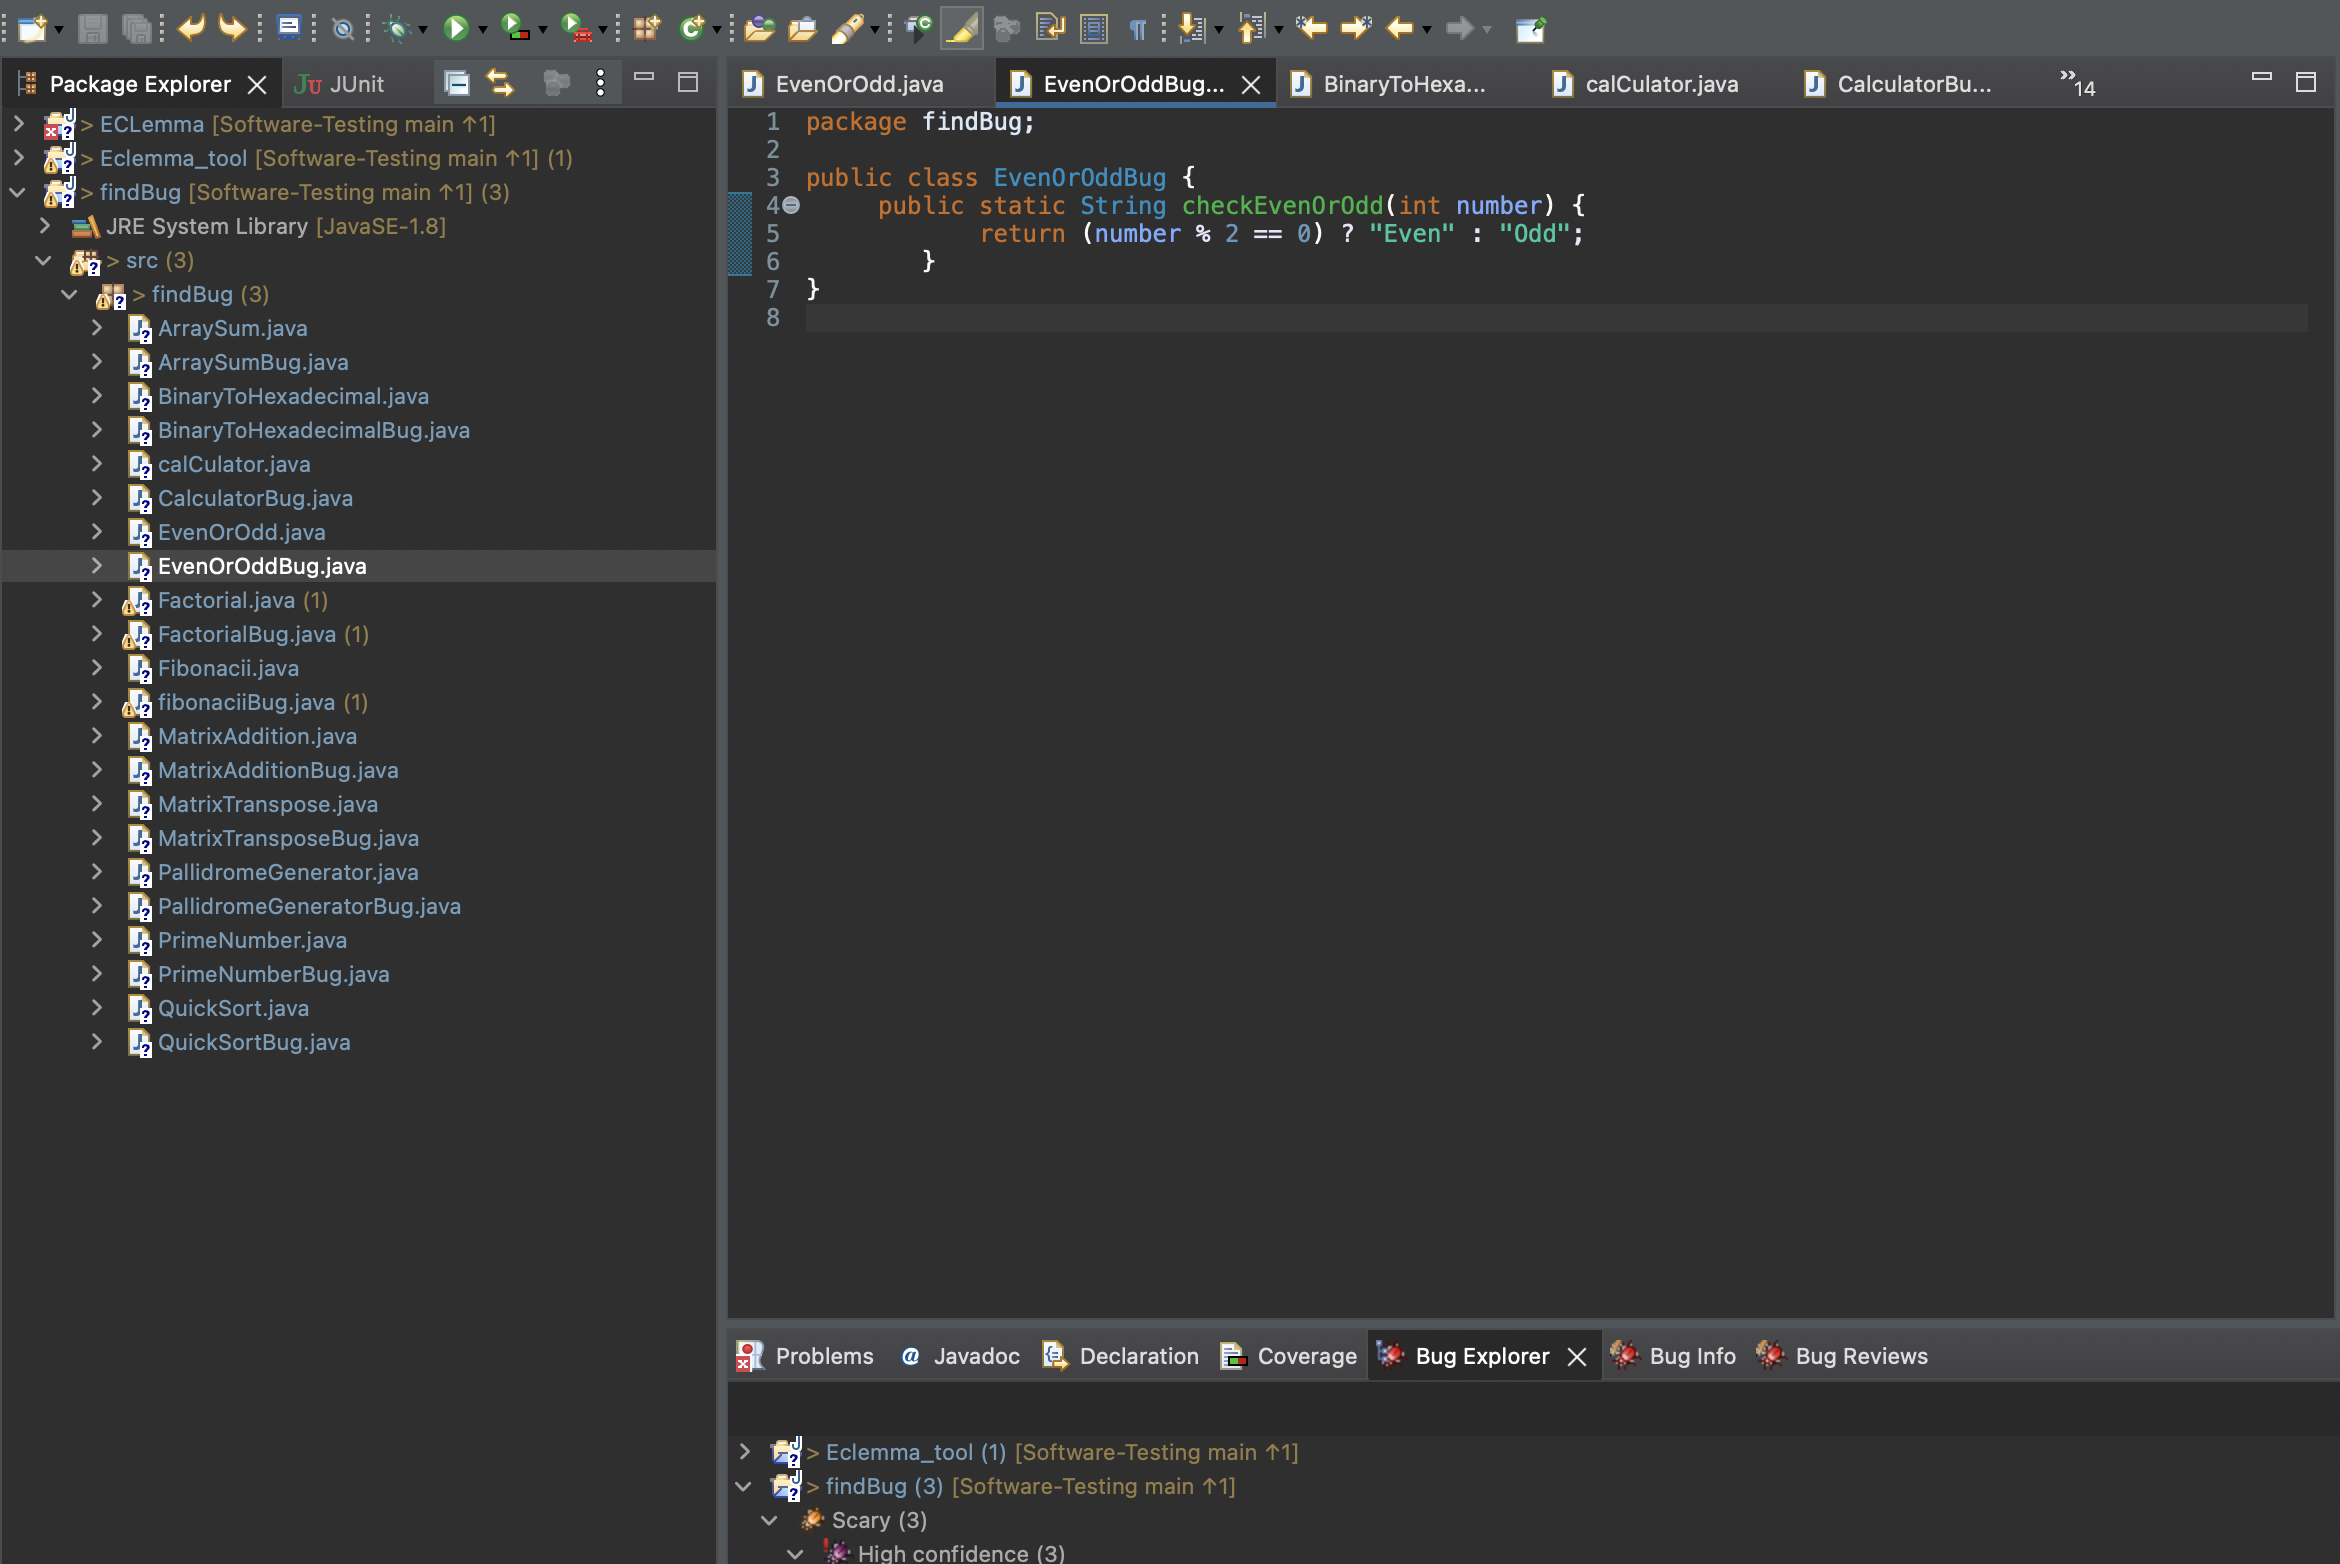 Package Explorer
JUnit
> ECLemma [Software-Testing main ↑1]
> Eclemma_tool [Software-Testing main ↑1] (1)
> findBug [Software-Testing main ↑1] (3)
JRE System Library [JavaSE-1.8]
> src (3)
> findBug (3)
ArraySum.java
ArraySumBug.java
BinaryToHexadecimal.java
BinaryToHexadecimalBug.java
calCulator.java
CalculatorBug.java
EvenOrOdd.java
EvenOrOddBug.java
Factorial.java (1)
FactorialBug.java (1)
Fibonacii.java
fibonaciiBug.java (1)
MatrixAddition.java
MatrixAdditionBug.java
MatrixTranspose.java
MatrixTransposeBug.java
PallidromeGenerator.java
PallidromeGeneratorBug.java
PrimeNumber.java
PrimeNumberBug.java
QuickSort.java
QuickSortBug.java
EvenOrOdd.java
EvenOrOddBug...
BinaryToHexa...
calCulator.java
CalculatorBu...
»14
1 package findBug;
2
3 public class EvenOrOddBug {
4 public static String checkEvenOrOdd(int number) {
5 return (number % 2 == 0) ? "Even" : "Odd";
6 }
7 }
8
Problems
@ Javadoc
Declaration
Coverage
Bug Explorer
Bug Info
Bug Reviews
> Eclemma_tool (1) [Software-Testing main ↑1]
> findBug (3) [Software-Testing main ↑1]
Scary (3)
High confidence (3)